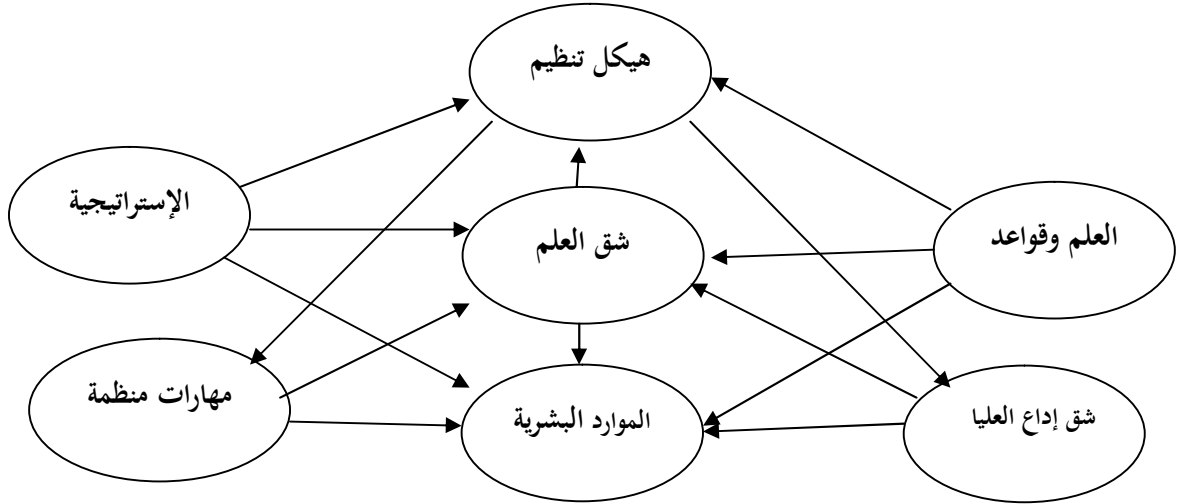 هيكل تنظيم
الإستراتيجية
العلم وقواعد
شق العلم
مهارات منظمة
الموارد البشرية
شق إداع العليا